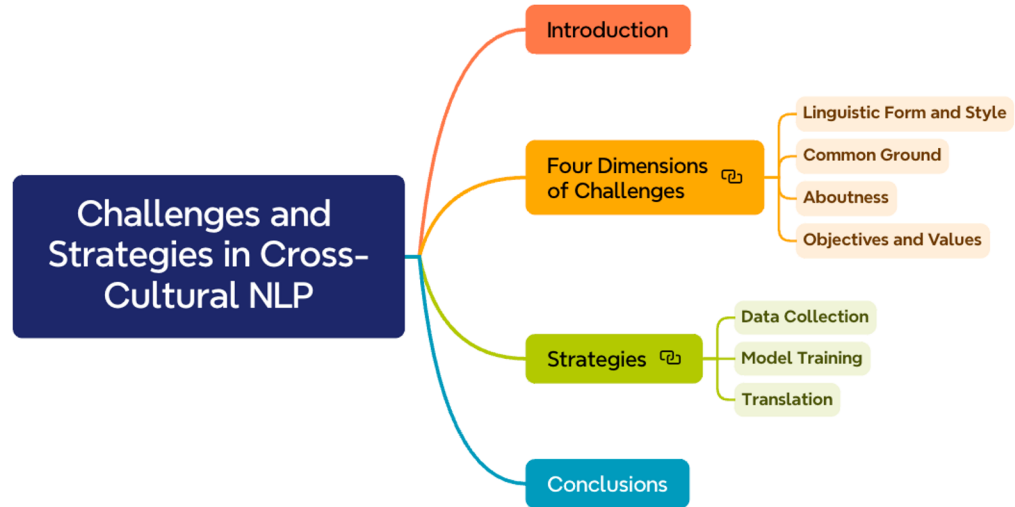 Challenges and
Strategies in Cross-
Cultural NLP
Introduction
Four Dimensions
of Challenges
Linguistic Form and Style
Common Ground
Aboutness
Objectives and Values
Strategies
Data Collection
Model Training
Translation
Conclusions